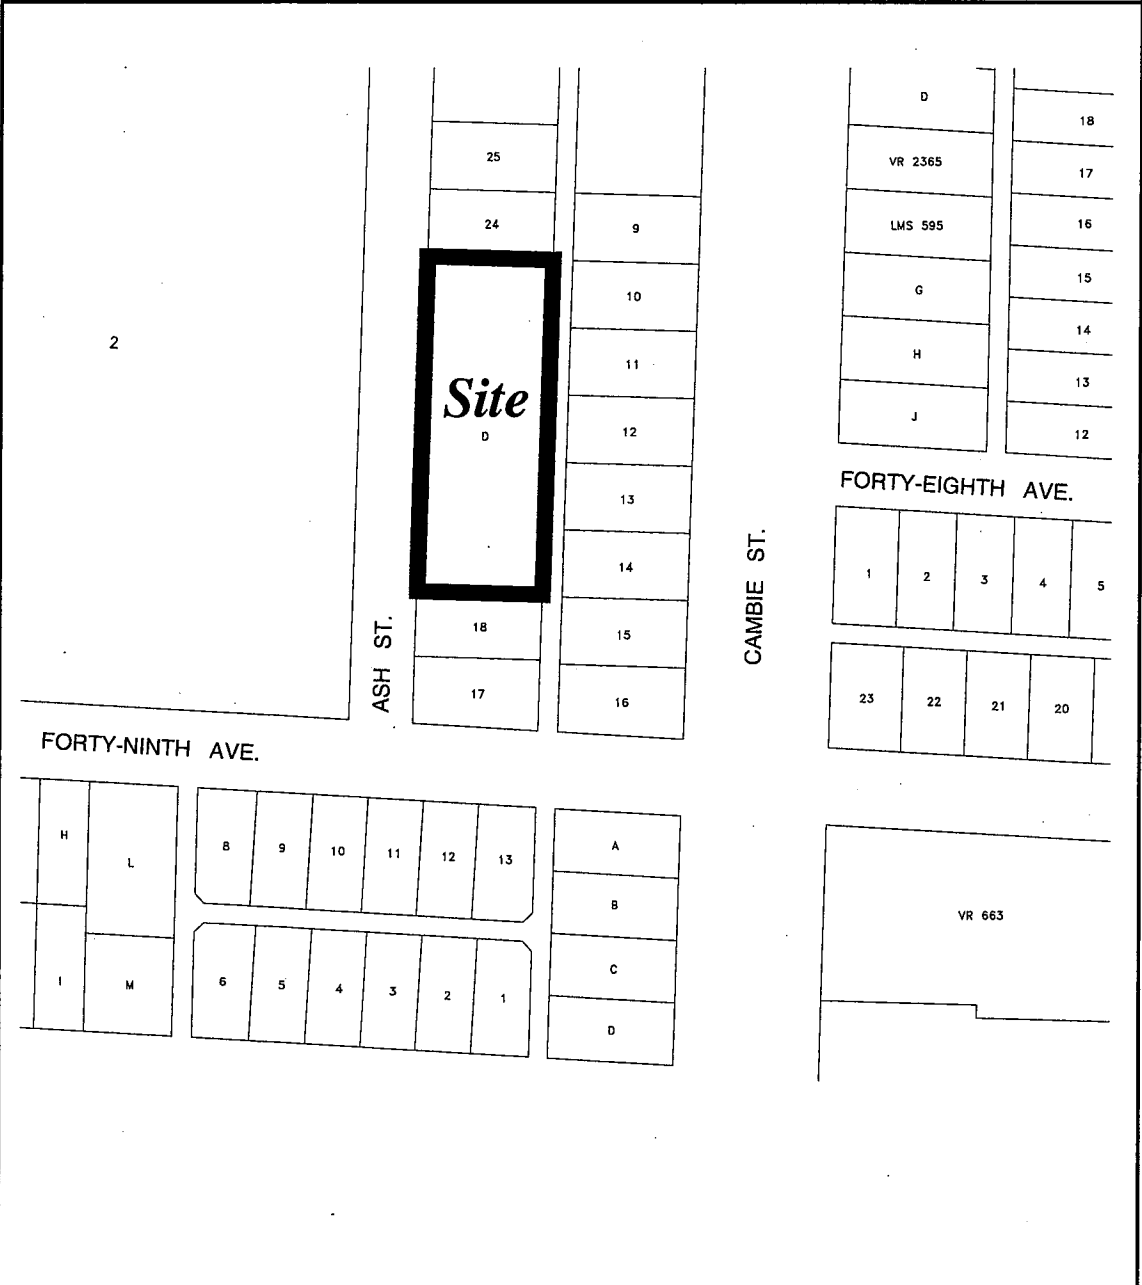 D
18
25
VR 2365
17
24
9
LMS 595
16
10
G
15
2
11
H
14
Site
D
12
J
13
12
13
FORTY-EIGHTH AVE.
14
1
2
3
4
5
CAMBIE ST.
18
15
ASH ST.
17
16
23
22
21
20
FORTY-NINTH AVE.
H
L
8
9
10
11
12
13
A
B
VR 663
I
M
6
5
4
3
2
1
C
D